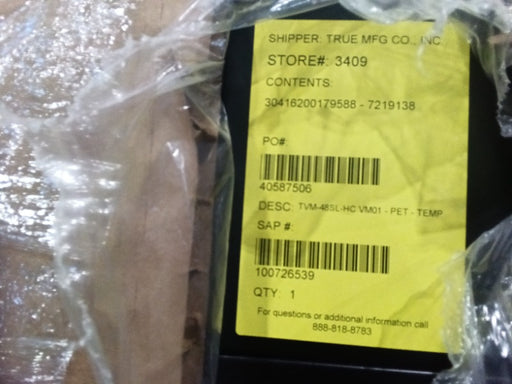 SHIPPER: TRUE MFG CO., INC.
STORE#: 3409
CONTENTS:
30416200179588 - 7219138
PO#:
40587506
DESC: TVM-48SL-HC VM01 - PET - TEMP
SAP #:
100726539
QTY: 1
For questions or additional information call
888-818-8783